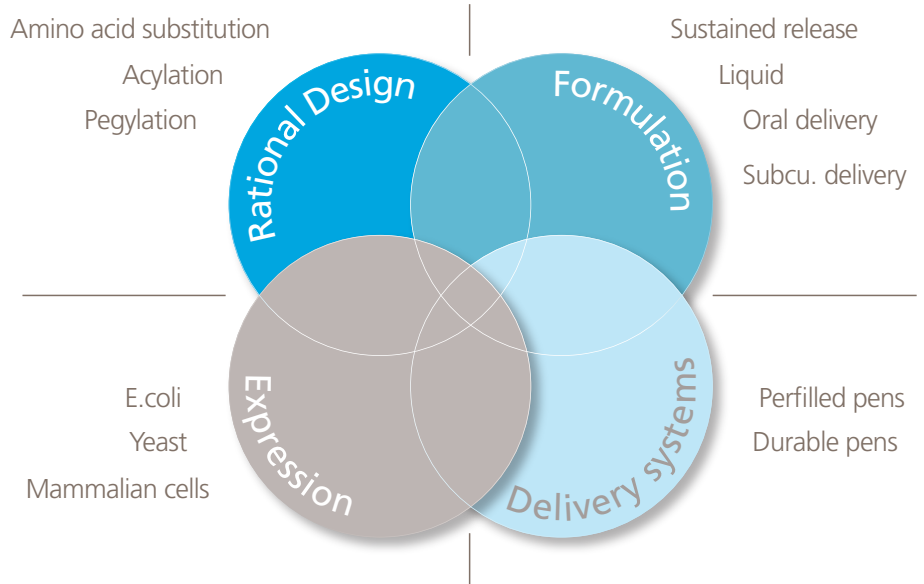 Amino acid substitution
Acylation
Pegylation
Rational Design
Formulation
Sustained release
Liquid
Oral delivery
Subcu. delivery
E.coli
Yeast
Mammalian cells
Expression
Delivery systems
Perfilled pens
Durable pens